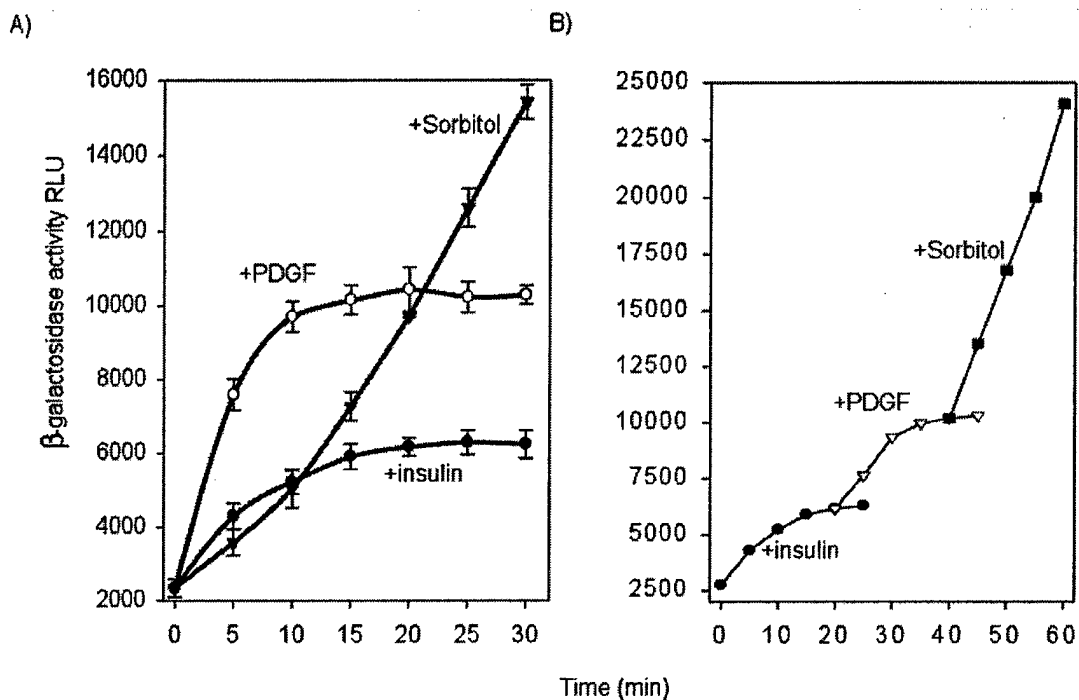 A)
β-galactosidase activity RLU
16000
14000
12000
10000
8000
6000
4000
2000
+Sorbitol
+PDGF
+insulin
0 5 10 15 20 25 30
B)
25000
22500
20000
17500
15000
12500
10000
7500
5000
2500
+Sorbitol
+PDGF
+insulin
0 10 20 30 40 50 60
Time (min)